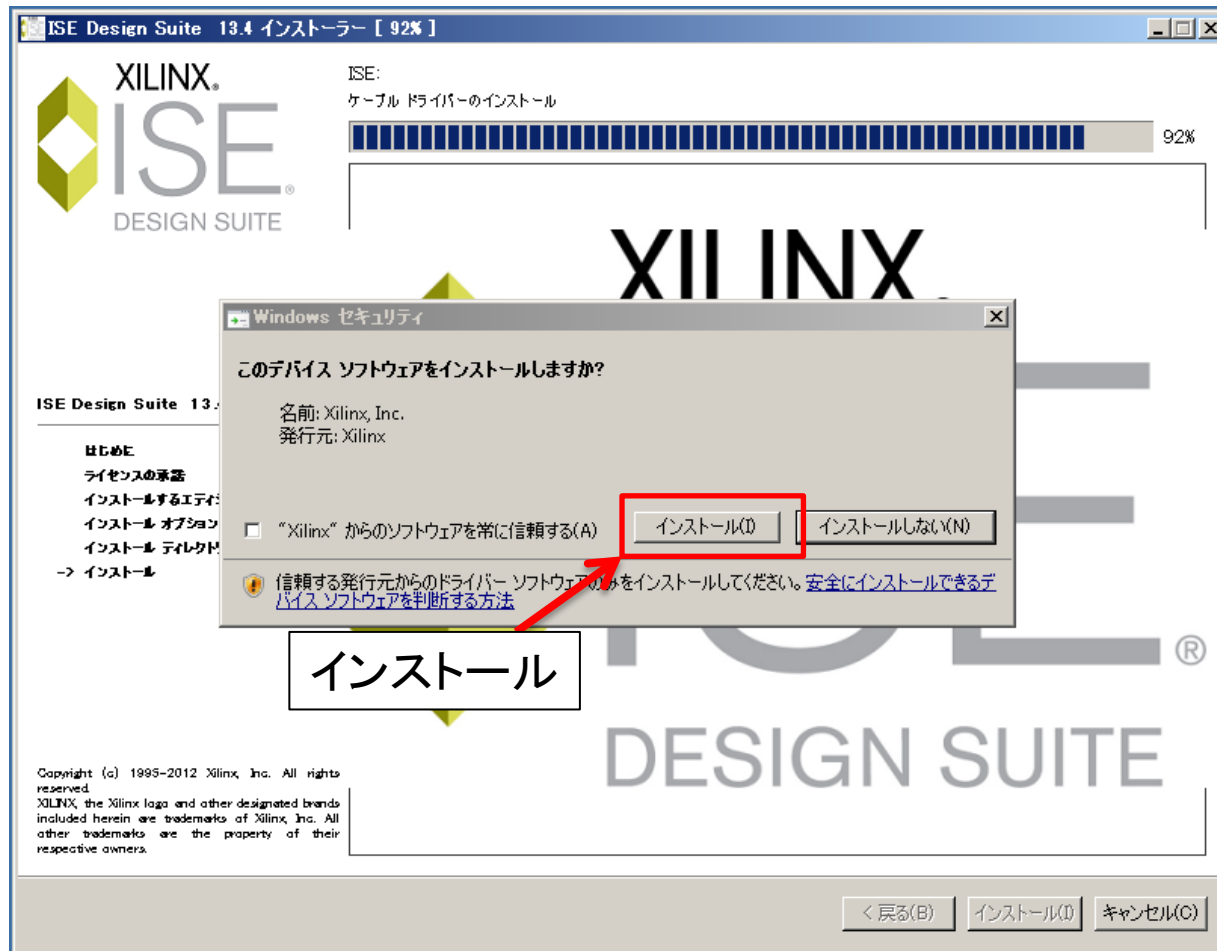 ISE Design Suite 13.4 インストーラー [ 92% ]
XILINX®
ISE®
DESIGN SUITE
ISE:
ケーブル ドライバーのインストール
92%
XILINX.
Windows セキュリティ
このデバイス ソフトウェアをインストールしますか?
名前: Xilinx, Inc.
発行元: Xilinx
"Xilinx" からのソフトウェアを常に信頼する(A)
インストール(I)
インストールしない(N)
信頼する発行元からのドライバー ソフトウェアのみをインストールしてください。安全にインストールできるデ
バイス ソフトウェアを判断する方法
ISE Design Suite 13.
はじめに
ライセンスの承諾
インストールするエディ
インストール オプション
インストール ディレクト
-> インストール
インストール
®
DESIGN SUITE
Copyright (c) 1995-2012 Xilinx, Inc. All rights
reserved.
XILINX, the Xilinx logo and other designated brands
included herein are trademarks of Xilinx, Inc. All
other trademarks are the property of their
respective owners.
< 戻る(B)
インストール(I)
キャンセル(C)